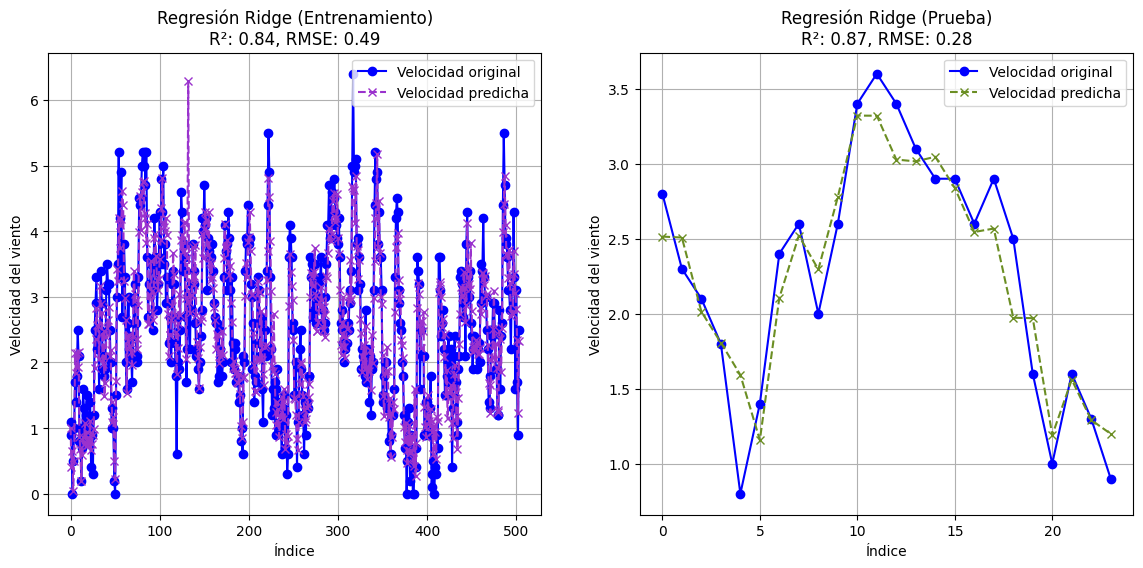 Regresión Ridge (Entrenamiento)
R²: 0.84, RMSE: 0.49
Velocidad original
Velocidad predicha
Velocidad del viento
6
5
4
3
2
1
0
0
100
200
300
400
500
Índice
Regresión Ridge (Prueba)
R²: 0.87, RMSE: 0.28
Velocidad original
Velocidad predicha
Velocidad del viento
3.5
3.0
2.5
2.0
1.5
1.0
0
5
10
15
20
Índice